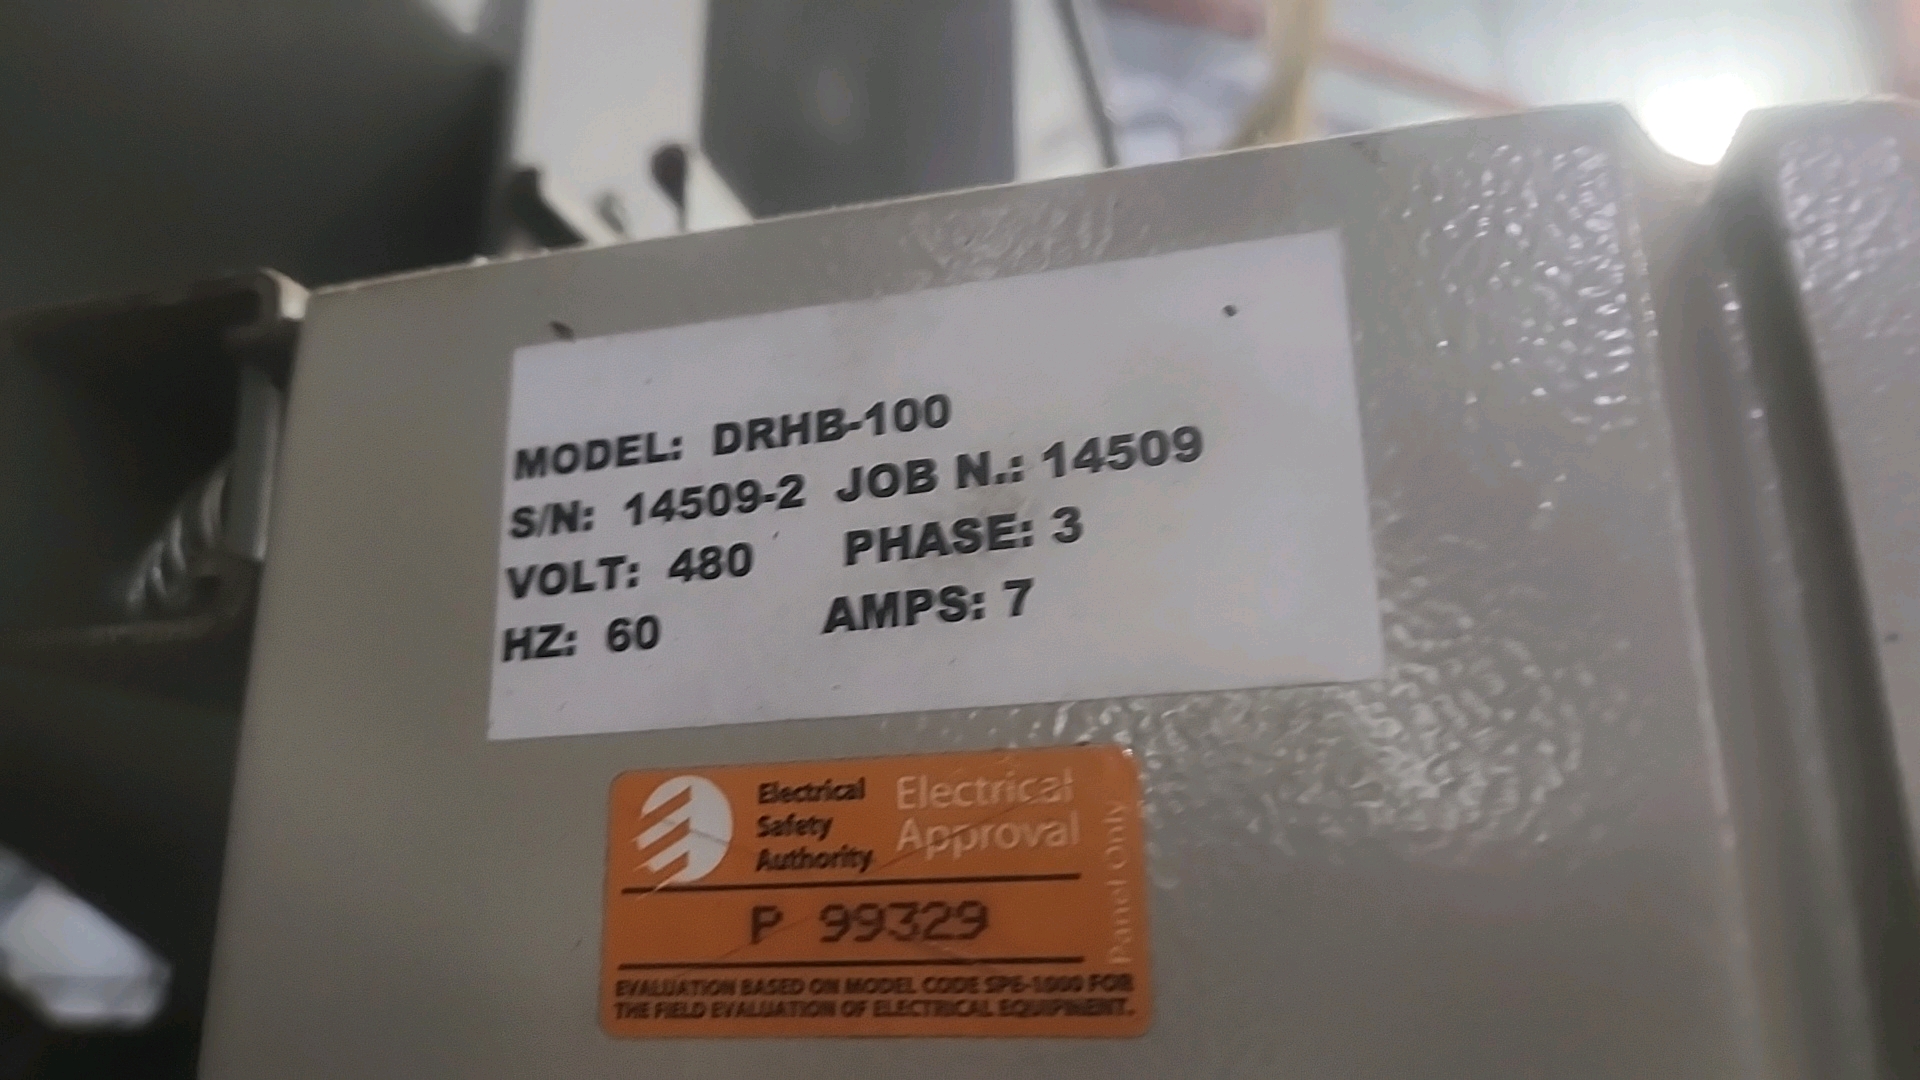 MODEL: DRHB-100
S/N: 14509-2 JOB N.: 14509
VOLT: 480 PHASE: 3
HZ: 60 AMPS: 7
Electrical
Safety
Authority
Electrical
Approval
Panel Only
P 99329
EVALUATION BASED ON MODEL CODE SPE-1000 FOR
THE FIELD EVALUATION OF ELECTRICAL EQUIPMENT.